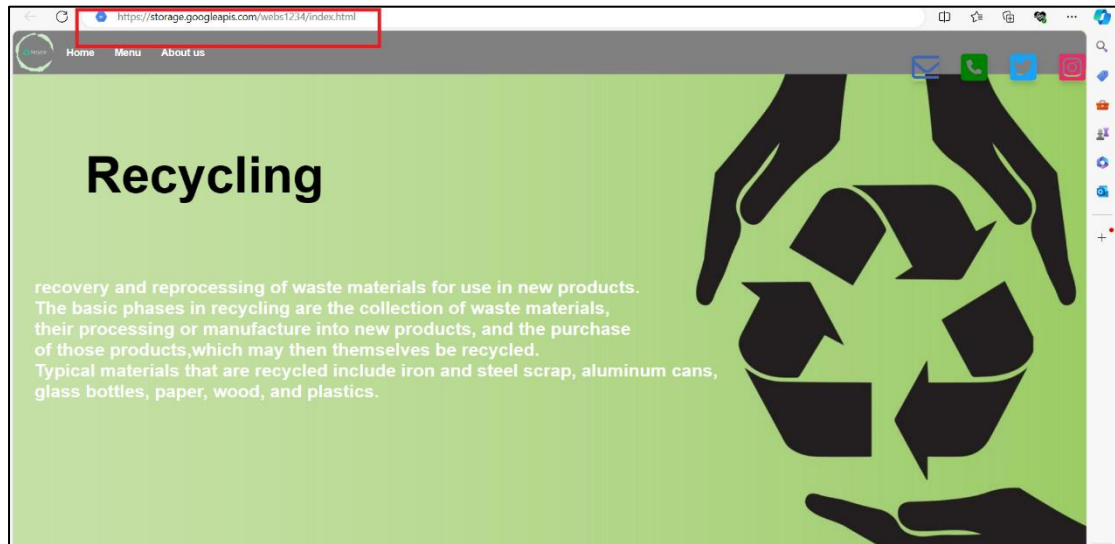 https://storage.googleapis.com/webs1234/index.html
Home Menu About us
Recycling
recovery and reprocessing of waste materials for use in new products.
The basic phases in recycling are the collection of waste materials,
their processing or manufacture into new products, and the purchase
of those products,which may then themselves be recycled.
Typical materials that are recycled include iron and steel scrap, aluminum cans,
glass bottles, paper, wood, and plastics.